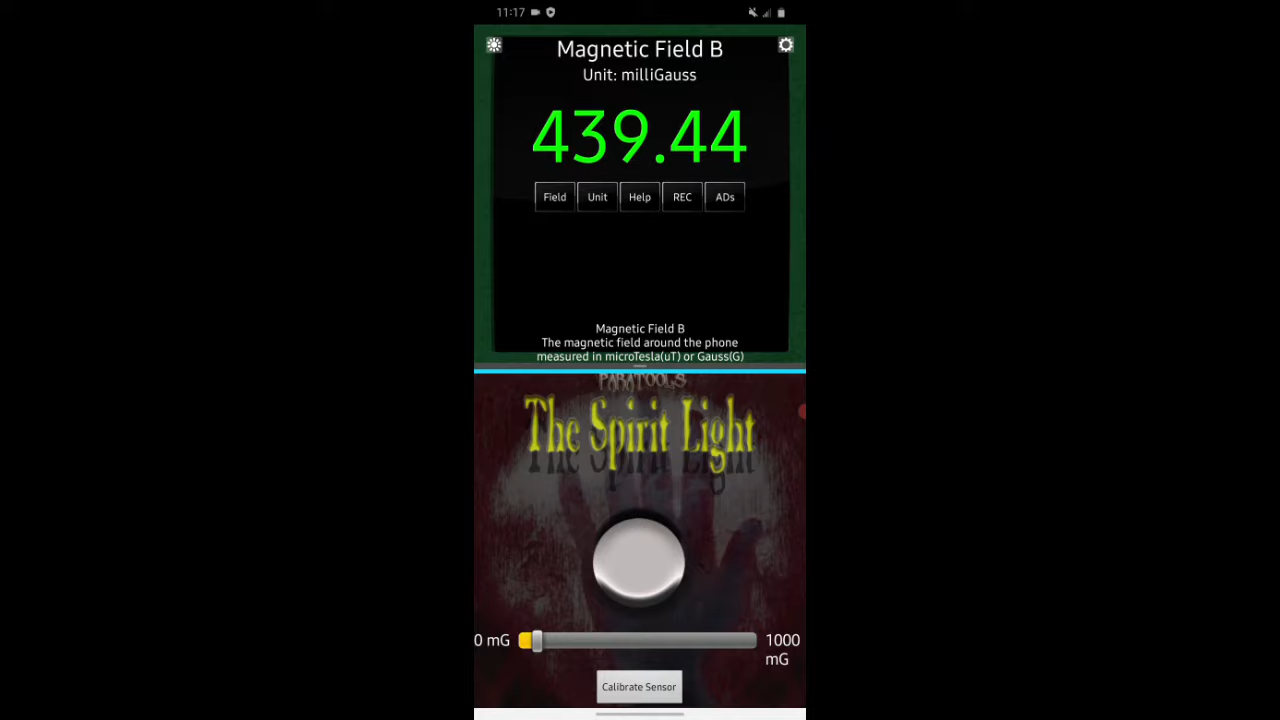 11:17
Magnetic Field B
Unit: milliGauss
439.44
Field Unit Help REC ADs
Magnetic Field B
The magnetic field around the phone
measured in microTesla(uT) or Gauss(G)
PARATOOLS
The Spirit Light
0 mG 1000
mG
Calibrate Sensor